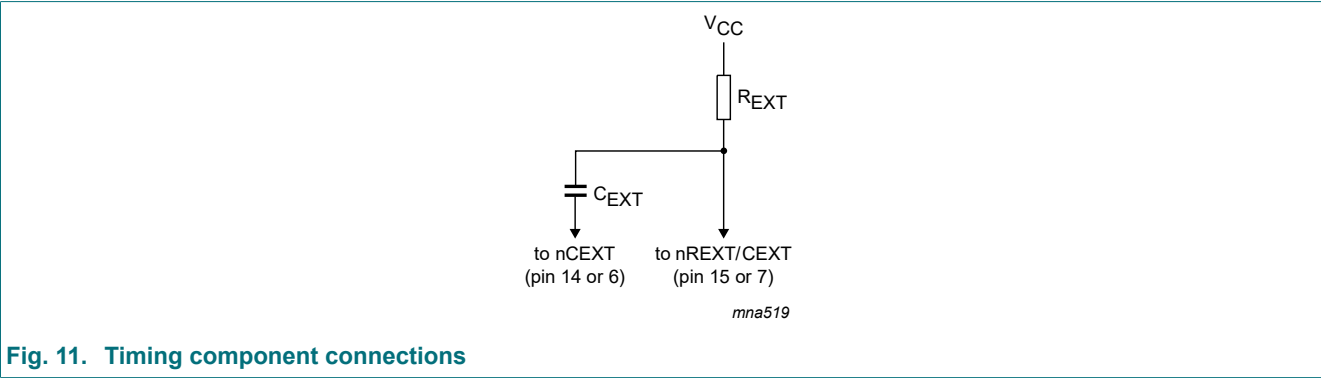 VCC
REXT
CEXT
to nCEXT
(pin 14 or 6)
to nREXT/CEXT
(pin 15 or 7)
mna519
Fig. 11. Timing component connections